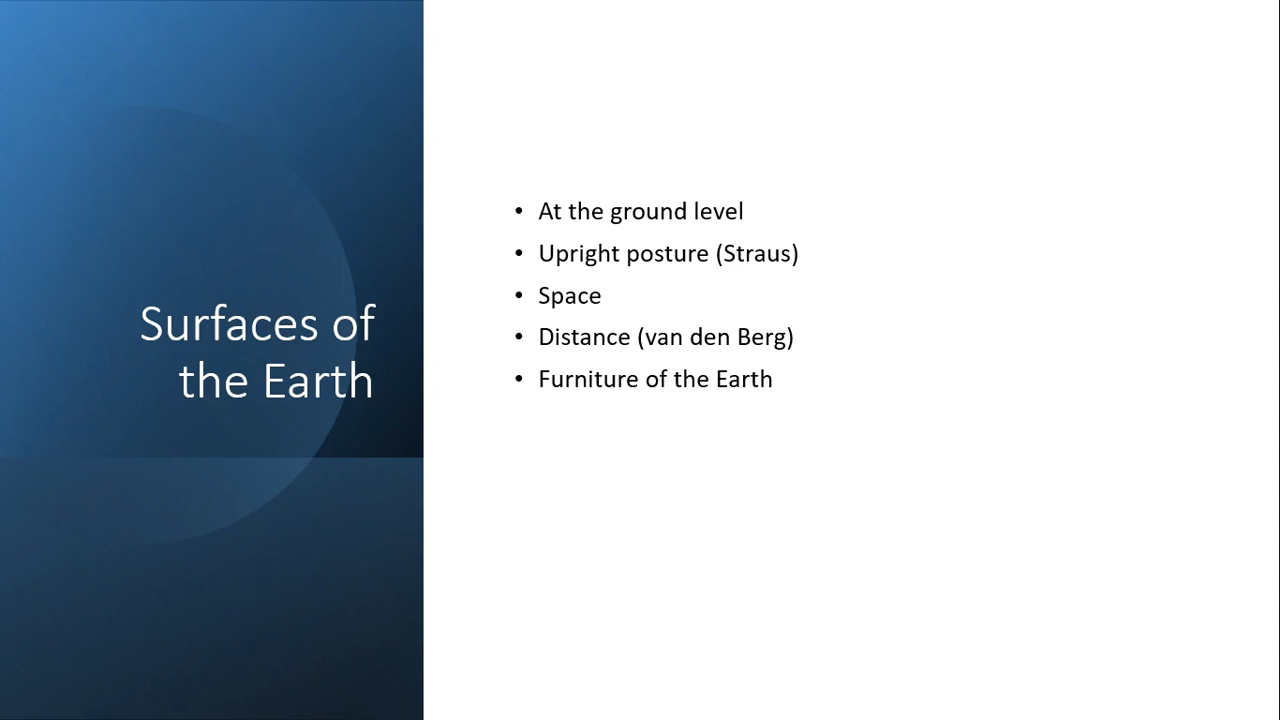 Surfaces of
the Earth
• At the ground level
• Upright posture (Straus)
• Space
• Distance (van den Berg)
• Furniture of the Earth